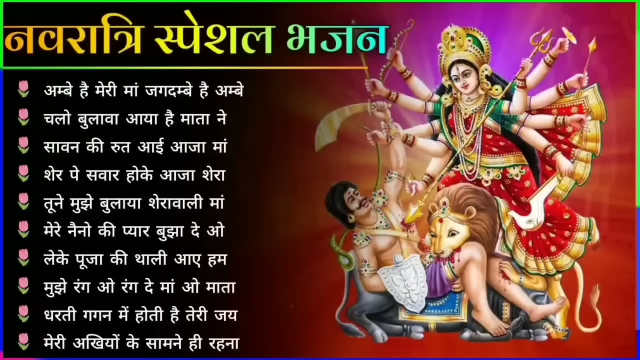 नवरात्रि स्पेशल भजन
अम्बे है मेरी मां जगदम्बे है अम्बे
चलो बुलावा आया है माता ने
सावन की रुत आई आजा मां
शेर पे सवार होके आजा शेरा
तूने मुझे बुलाया शेरावाली मां
मेरे नैनो की प्यार बुझा दे ओ
लेके पूजा की थाली आए हम
मुझे रंग ओ रंग दे मां ओ माता
धरती गगन में होती है तेरी जय
मेरी अखियों के सामने ही रहना